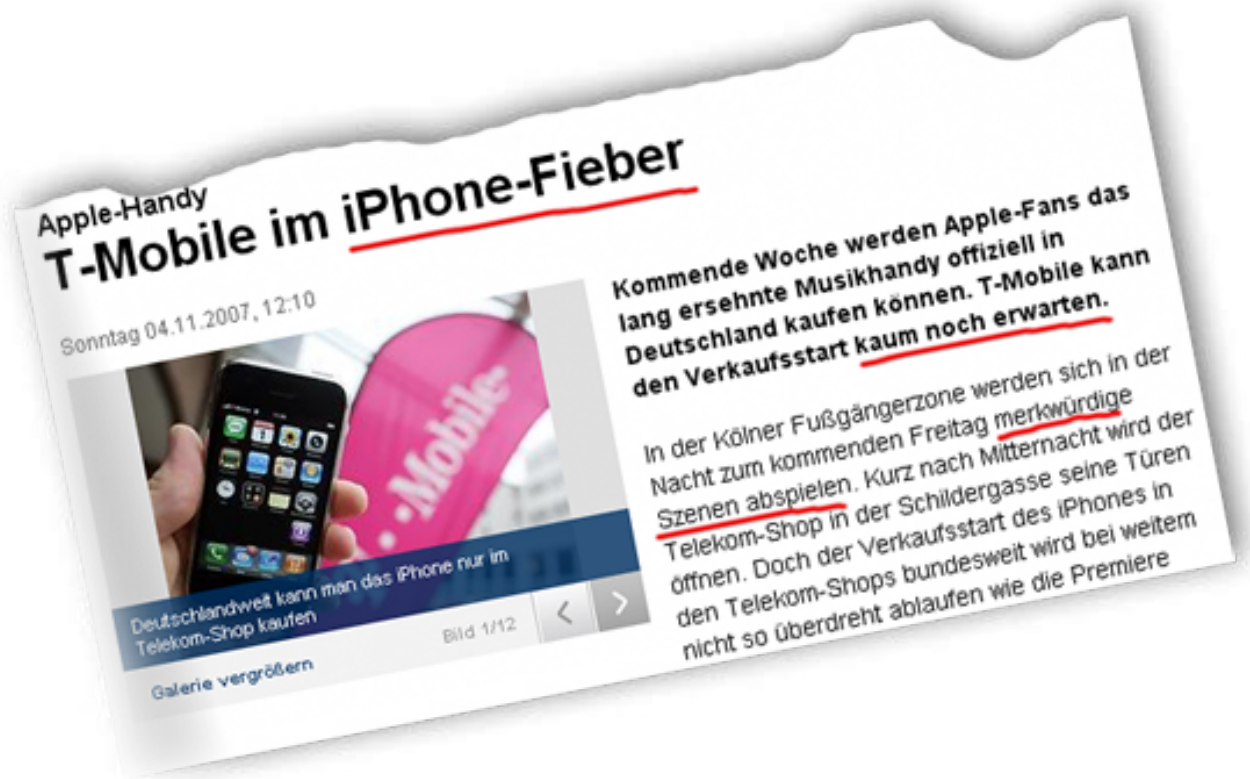 Apple-Handy
T-Mobile im iPhone-Fieber
Sonntag 04.11.2007, 12:10
·Mobile·
Deutschlandweit kann man das iPhone nur im
Telekom-Shop kaufen
Bild 1/12
Galerie vergrößern
Kommende Woche werden Apple-Fans das
lang ersehnte Musikhandy offiziell in
Deutschland kaufen können. T-Mobile kann
den Verkaufsstart kaum noch erwarten.
In der Kölner Fußgängerzone werden sich in der
Nacht zum kommenden Freitag merkwürdige
Szenen abspielen. Kurz nach Mitternacht wird der
Telekom-Shop in der Schildergasse seine Türen
öffnen. Doch der Verkaufsstart des iPhones in
den Telekom-Shops bundesweit wird bei weitem
nicht so überdreht ablaufen wie die Premiere